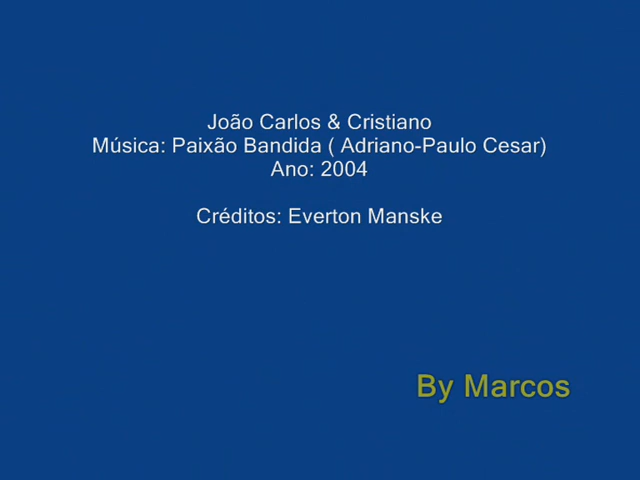 João Carlos & Cristiano
Música: Paixão Bandida ( Adriano-Paulo Cesar)
Ano: 2004
Créditos: Everton Manske
By Marcos